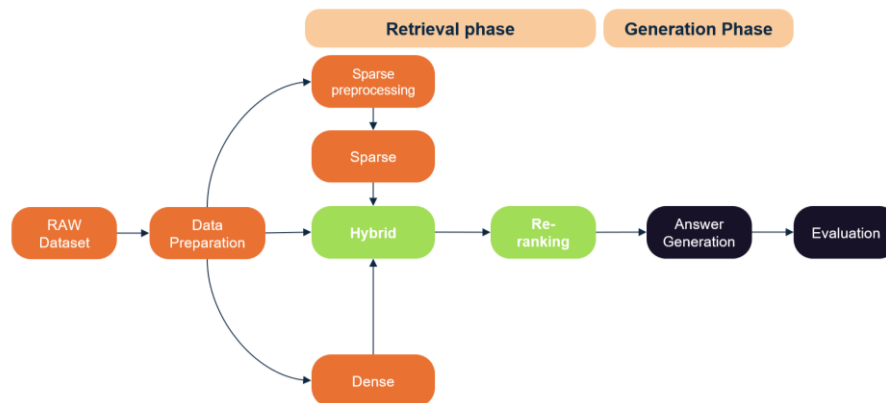 Retrieval phase
Generation Phase
Sparse
preprocessing
Sparse
RAW
Dataset
Data
Preparation
Hybrid
Re-
ranking
Answer
Generation
Evaluation
Dense